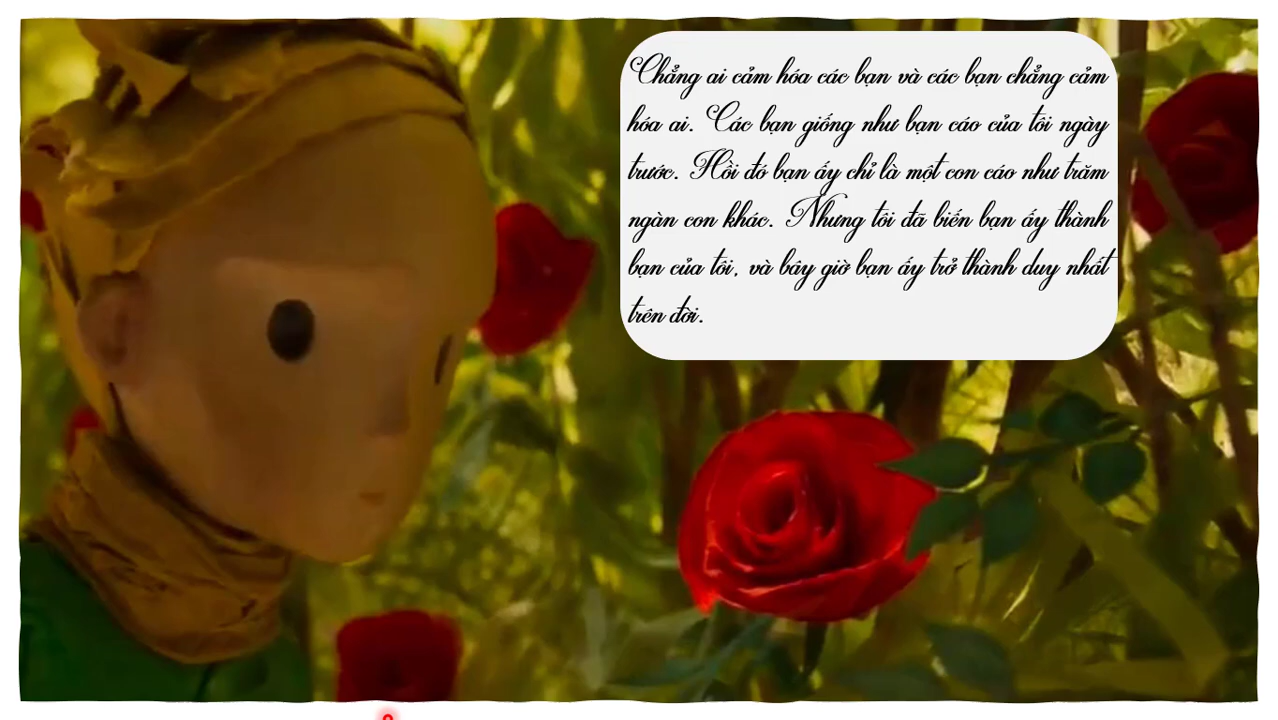 Chẳng ai cảm hóa các bạn và các bạn chẳng cảm
hóa ai. Các bạn giống như bạn cáo của tôi ngày
trước. Hồi đó bạn ấy chỉ là một con cáo như trăm
ngàn con khác. Nhưng tôi đã biến bạn ấy thành
bạn của tôi, và bây giờ bạn ấy trở thành duy nhất
trên đời.